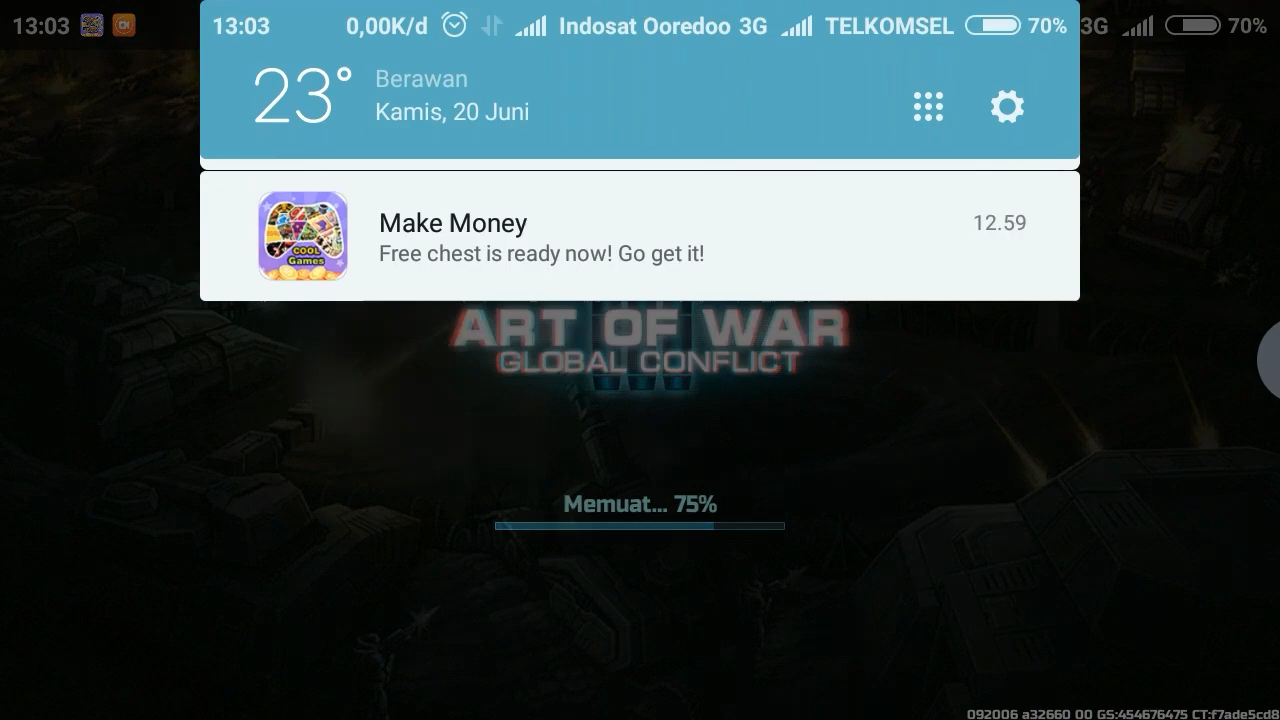 13:03
13:03 0,00K/d Indosat Ooredoo 3G TELKOMSEL 70%
3G 70%
23° Berawan
Kamis, 20 Juni
COOL
Games
Make Money 12.59
Free chest is ready now! Go get it!
ART OF WAR
GLOBAL CONFLICT
Memuat... 75%
092006 a32660 00 GS:454676475 CT:f7ade5cd8